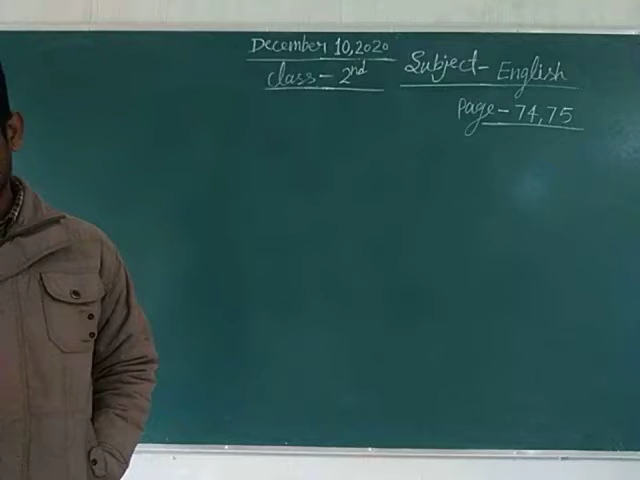 December 10,2020
Class - 2nd
Subject - English
Page - 74,75